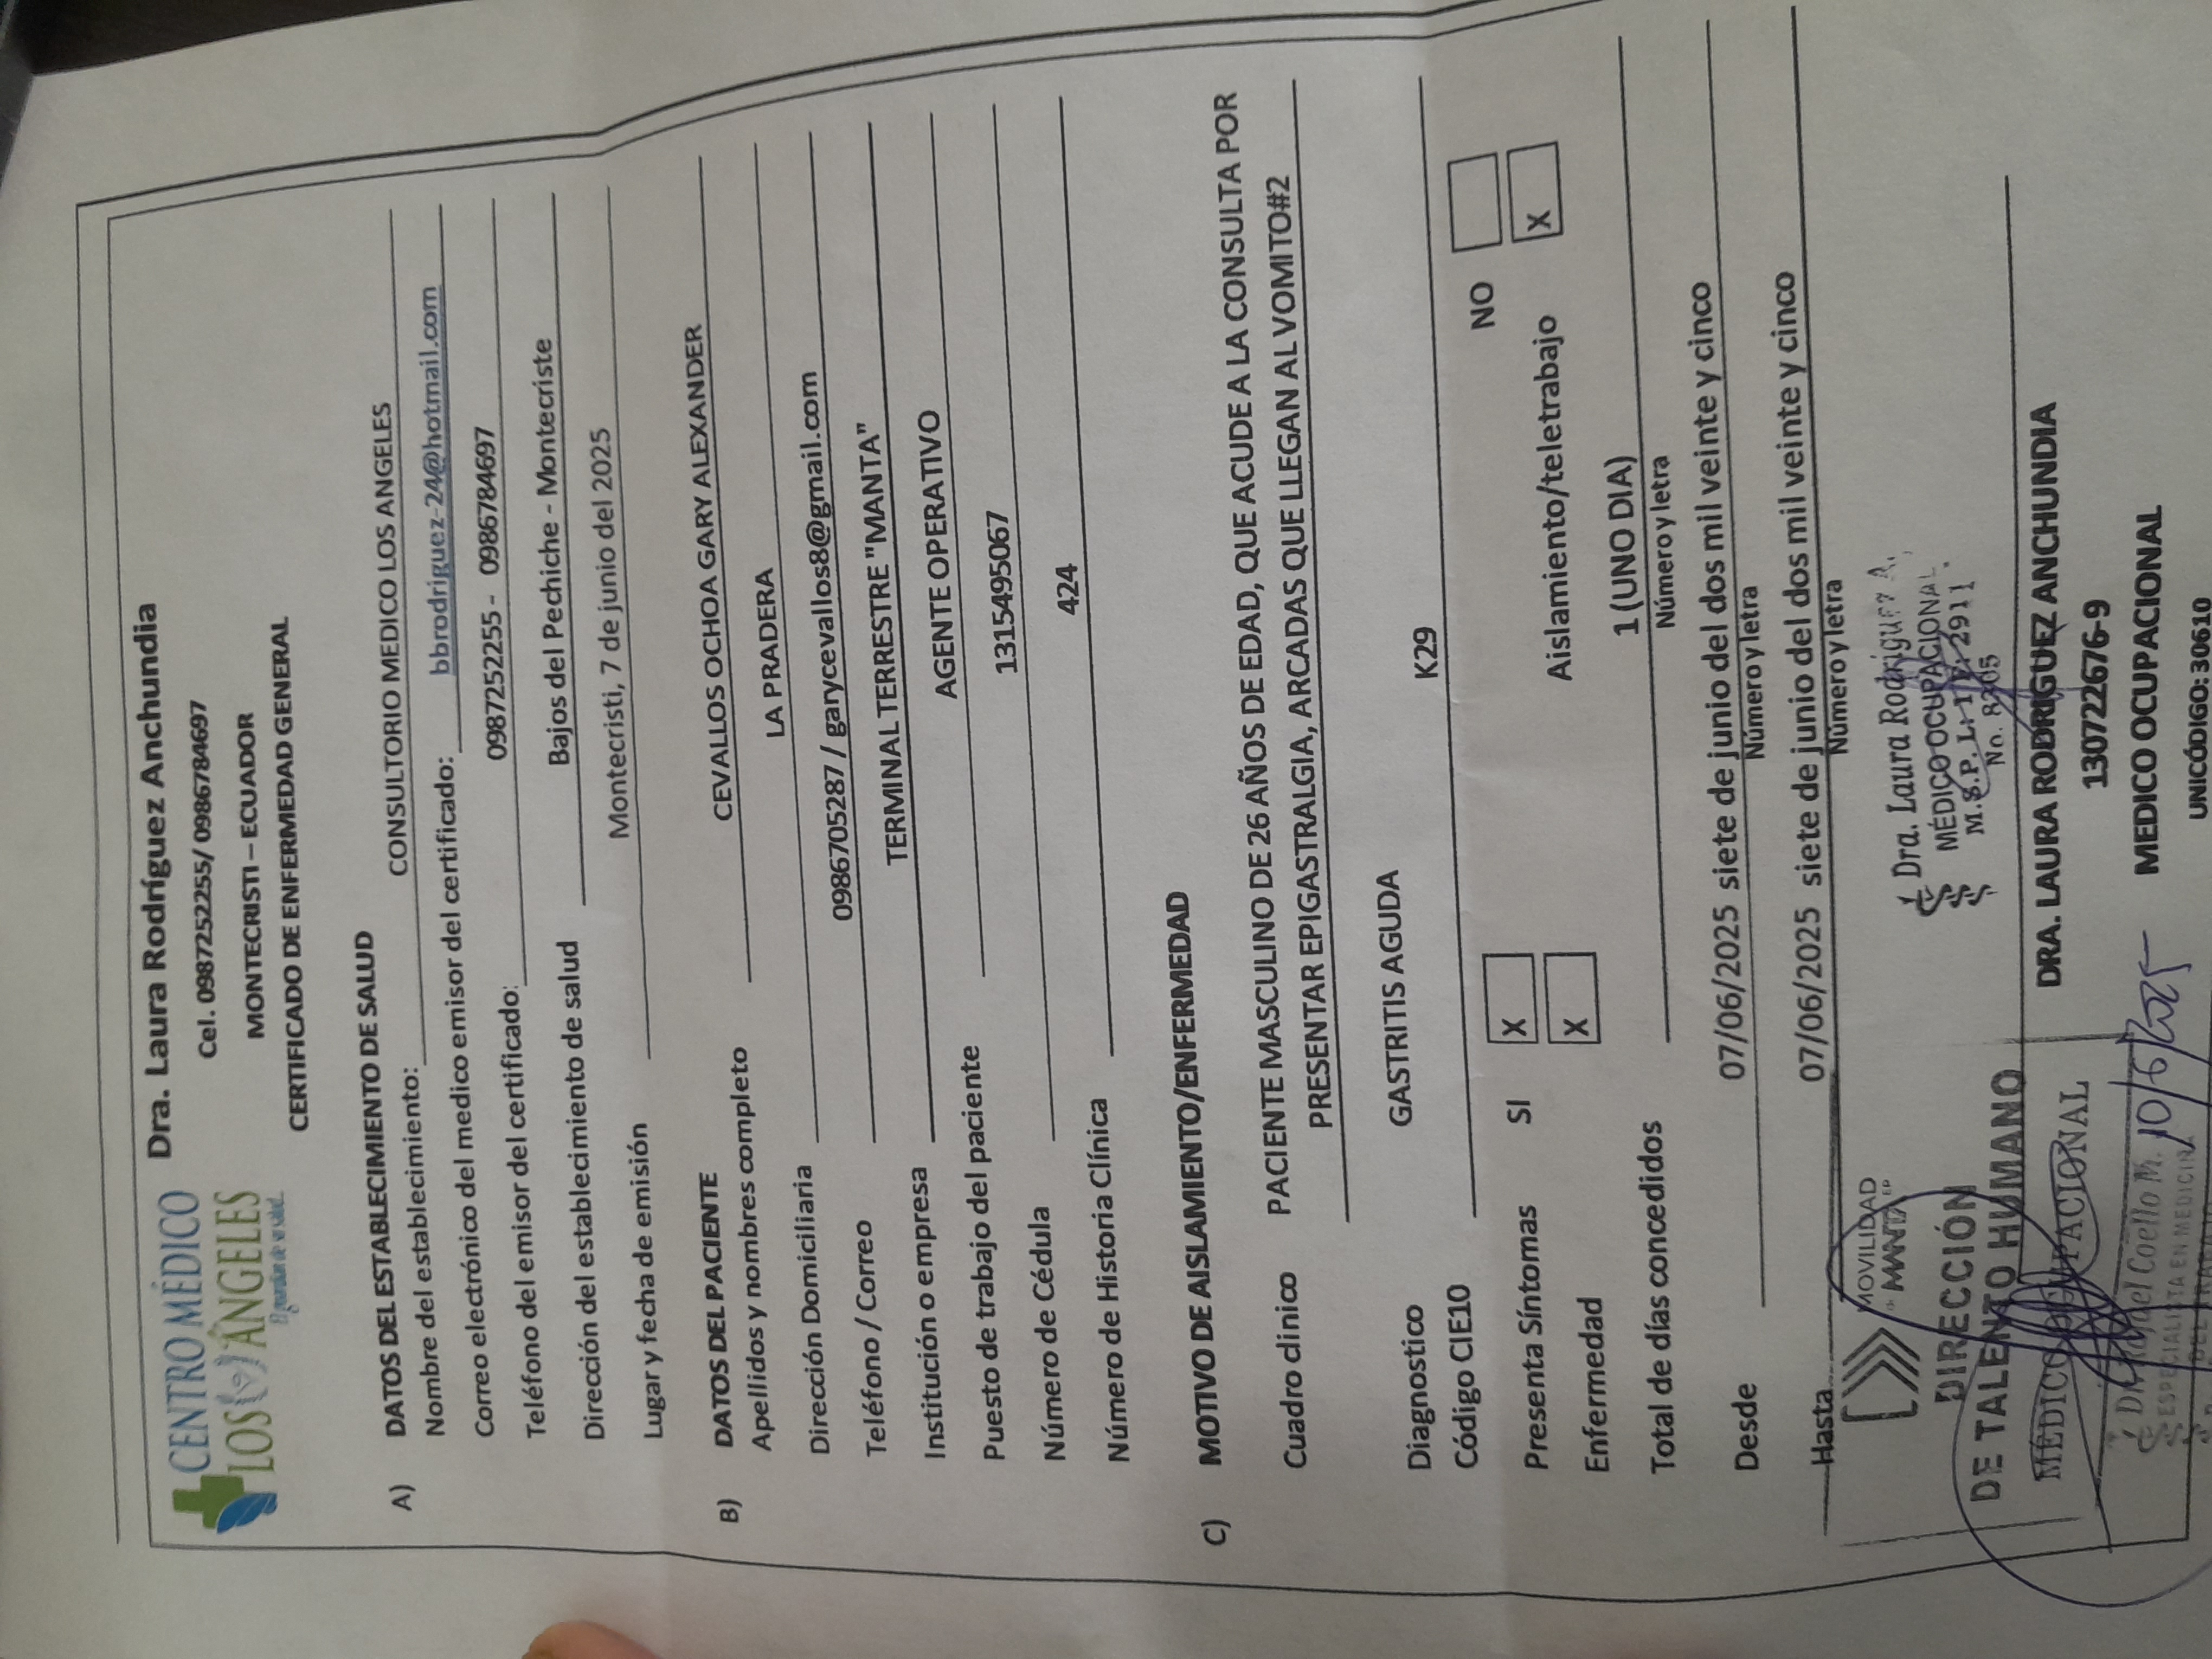 CENTRO MÉDICO
LOS ÁNGELES
El guardian de su salud...
Dra. Laura Rodríguez Anchundia
Cel. 0987252255/ 0986784697
MONTECRISTI – ECUADOR
CERTIFICADO DE ENFERMEDAD GENERAL
A) DATOS DEL ESTABLECIMIENTO DE SALUD
Nombre del establecimiento: CONSULTORIO MEDICO LOS ANGELES
Correo electrónico del medico emisor del certificado: bbrodriguez-24@hotmail.com
Teléfono del emisor del certificado: 0987252255 - 0986784697
Dirección del establecimiento de salud Bajos del Pechiche - Montecriste
Lugar y fecha de emisión Montecristi, 7 de junio del 2025
B) DATOS DEL PACIENTE
Apellidos y nombres completo CEVALLOS OCHOA GARY ALEXANDER
Dirección Domiciliaria LA PRADERA
Teléfono / Correo 0986705287 / garycevallos8@gmail.com
Institución o empresa TERMINAL TERRESTRE "MANTA"
Puesto de trabajo del paciente AGENTE OPERATIVO
Número de Cédula 1315495067
Número de Historia Clínica 424
C) MOTIVO DE AISLAMIENTO/ENFERMEDAD
Cuadro clinico PACIENTE MASCULINO DE 26 AÑOS DE EDAD, QUE ACUDE A LA CONSULTA POR
PRESENTAR EPIGASTRALGIA, ARCADAS QUE LLEGAN AL VOMITO#2
Diagnostico GASTRITIS AGUDA
Código CIE10 K29
Presenta Síntomas SI X NO
Enfermedad X Aislamiento/teletrabajo X
Total de días concedidos 1 (UNO DIA)
Número y letra
Desde 07/06/2025 siete de junio del dos mil veinte y cinco
Número y letra
Hasta 07/06/2025 siete de junio del dos mil veinte y cinco
Número y letra
MOVILIDAD
de MANTA EP
DIRECCIÓN
DE TALENTO HUMANO
MÉDICO OCUPACIONAL
Dr. Rafael Coello M.
ESPECIALISTA EN MEDICINA
DEL TRABAJO
10/6/2025
Dra. Laura Rodriguez A.
MÉDICO OCUPACIONAL
M.S.P. L: 1 F: 2911
No. 8305
DRA. LAURA RODRIGUEZ ANCHUNDIA
130722676-9
MEDICO OCUPACIONAL
UNICÓDIGO: 30610